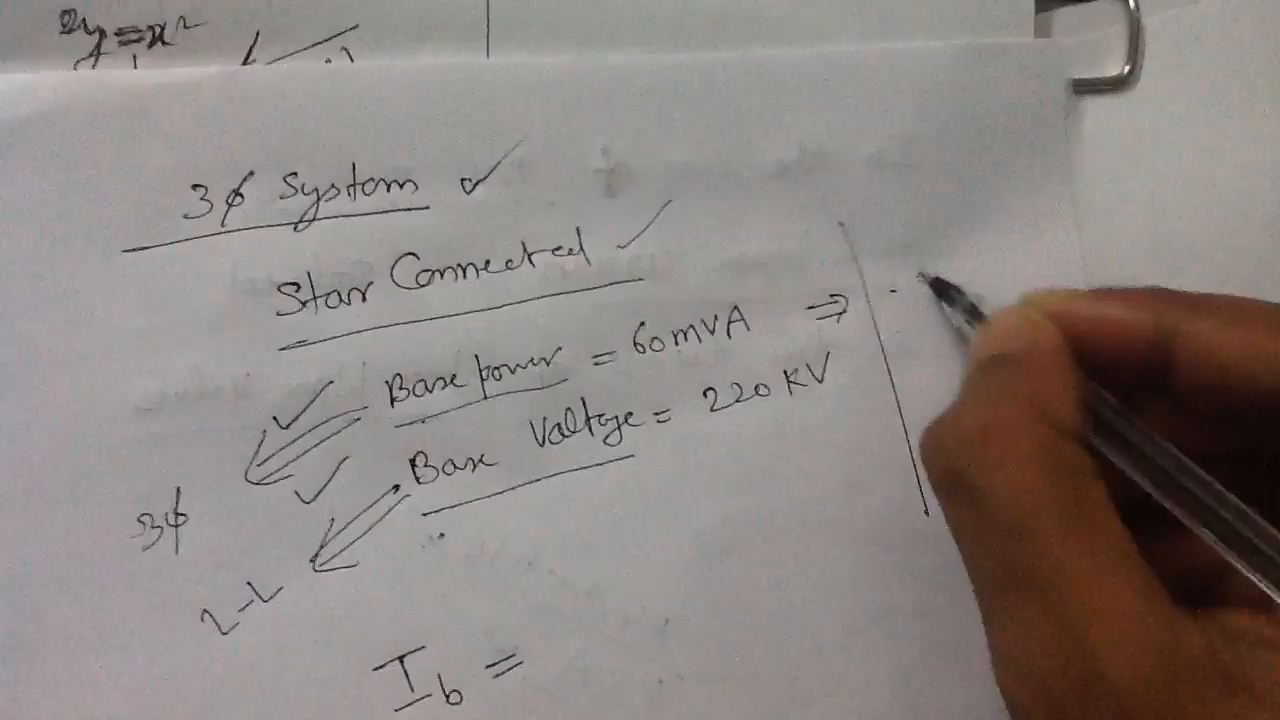 2y = x²
3φ System ✓
Star Connected ✓
✓ Base power = 60 mVA ⇒
✓ Base Voltage = 220 KV
3φ
L-L
I_b =